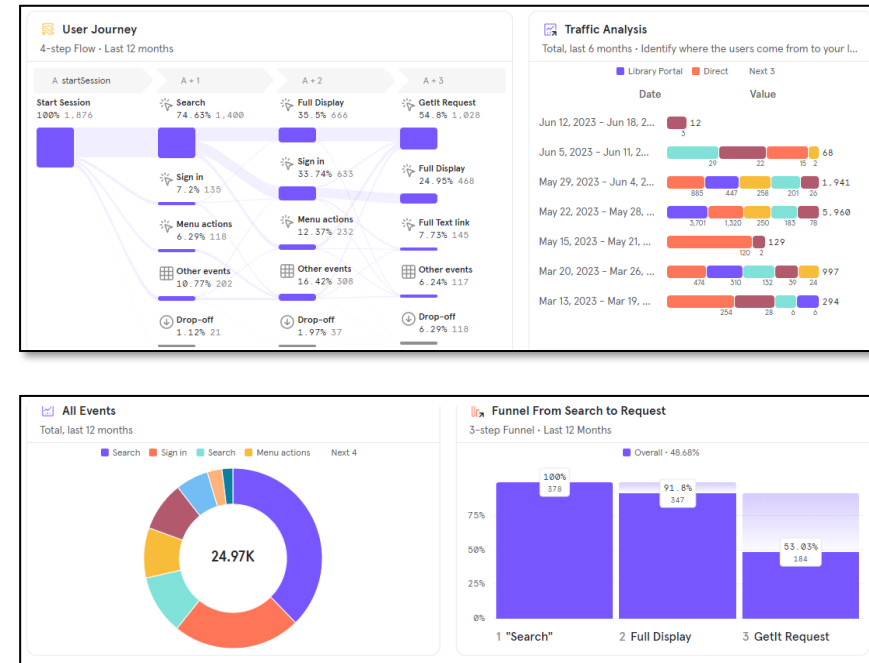 User Journey
4-step Flow · Last 12 months
A startSession
A + 1
A + 2
A + 3
Start Session
100% 1,876
Search
74.63% 1,400
Full Display
35.5% 666
GetIt Request
54.8% 1,028
Sign in
7.2% 135
Sign in
33.74% 633
Full Display
24.95% 468
Menu actions
6.29% 118
Menu actions
12.37% 232
Full Text link
7.73% 145
Other events
10.77% 202
Other events
16.42% 308
Other events
6.24% 117
Drop-off
1.12% 21
Drop-off
1.97% 37
Drop-off
6.29% 118
Traffic Analysis
Total, last 6 months · Identify where the users come from to your l...
Library Portal Direct Next 3
Date Value
Jun 12, 2023 - Jun 18, 2... 12
3
Jun 5, 2023 - Jun 11, 2... 68
29 22 15 2
May 29, 2023 - Jun 4, 2... 1,941
885 447 258 201 26
May 22, 2023 - May 28, ... 5,960
3,701 1,320 250 183 78
May 15, 2023 - May 21, ... 129
120 2
Mar 20, 2023 - Mar 26, ... 997
474 310 132 39 24
Mar 13, 2023 - Mar 19, ... 294
254 28 6 6
All Events
Total, last 12 months
Search Sign in Search Menu actions Next 4
24.97K
Funnel From Search to Request
3-step Funnel · Last 12 Months
Overall · 48.68%
100%
378
91.8%
347
53.03%
184
75%
50%
25%
0%
1 "Search"
2 Full Display
3 GetIt Request